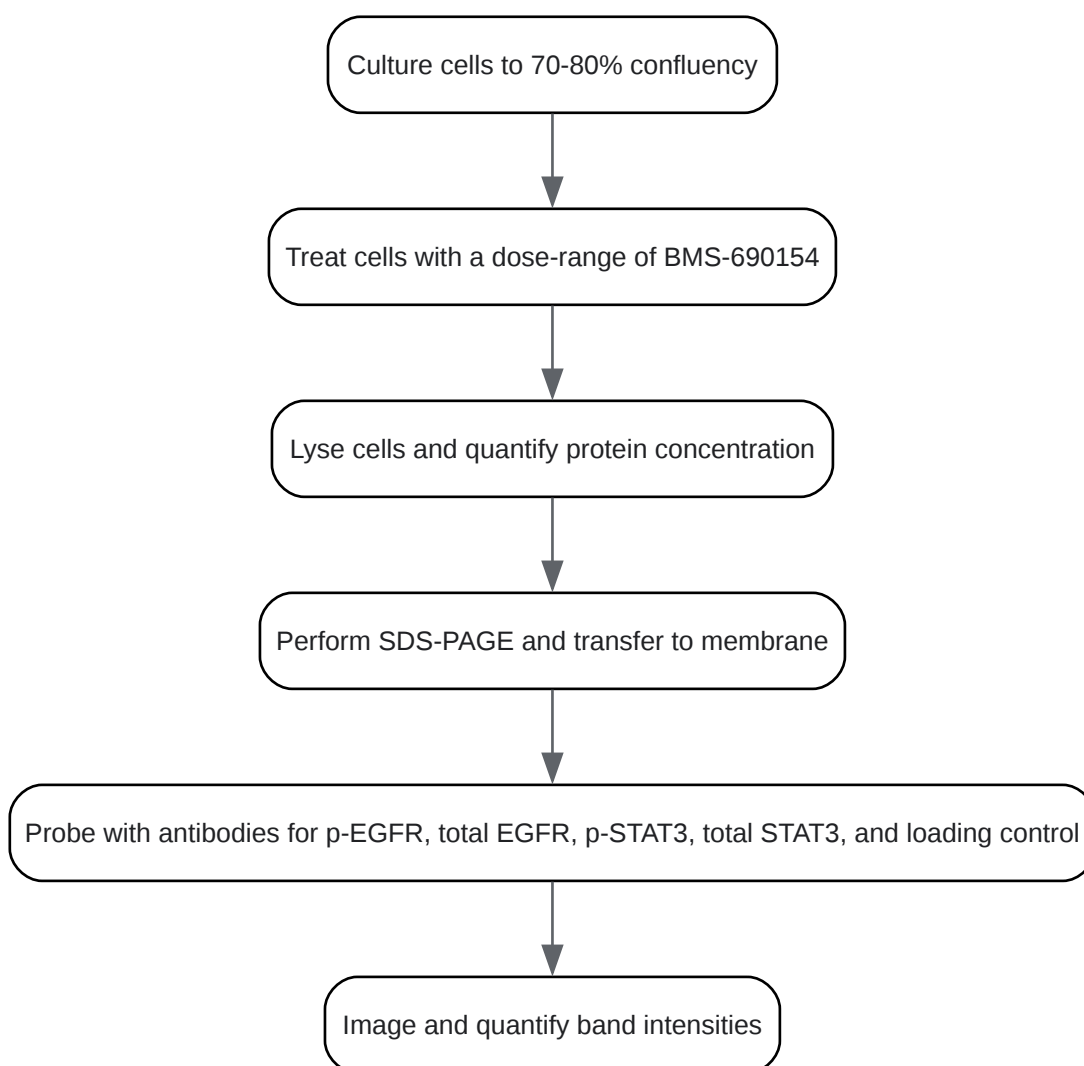 Culture cells to 70-80% confluency
Treat cells with a dose-range of BMS-690154
Lyse cells and quantify protein concentration
Perform SDS-PAGE and transfer to membrane
Probe with antibodies for p-EGFR, total EGFR, p-STAT3, total STAT3, and loading control
Image and quantify band intensities